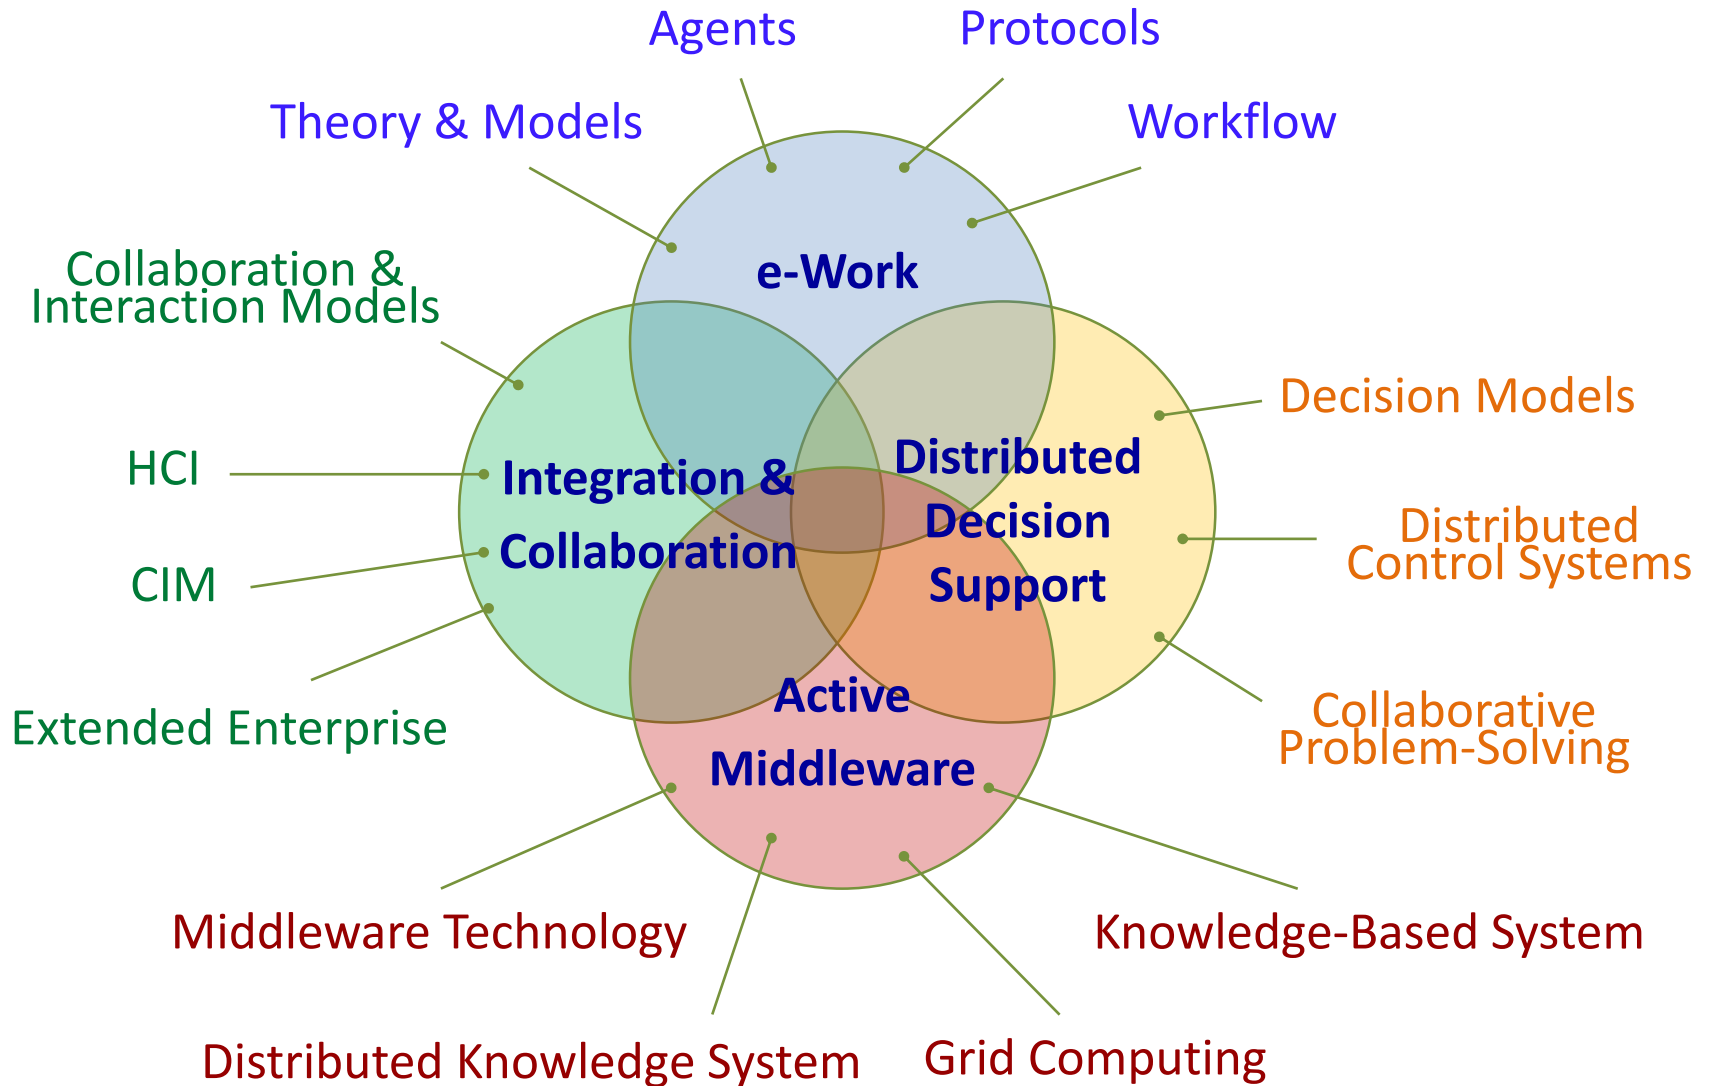 Agents
Protocols
Theory & Models
Workflow
Collaboration &
Interaction Models
e-Work
Decision Models
HCI
Integration &
Collaboration
Distributed
Decision
Support
Distributed
Control Systems
CIM
Extended Enterprise
Active
Middleware
Collaborative
Problem-Solving
Middleware Technology
Knowledge-Based System
Distributed Knowledge System
Grid Computing